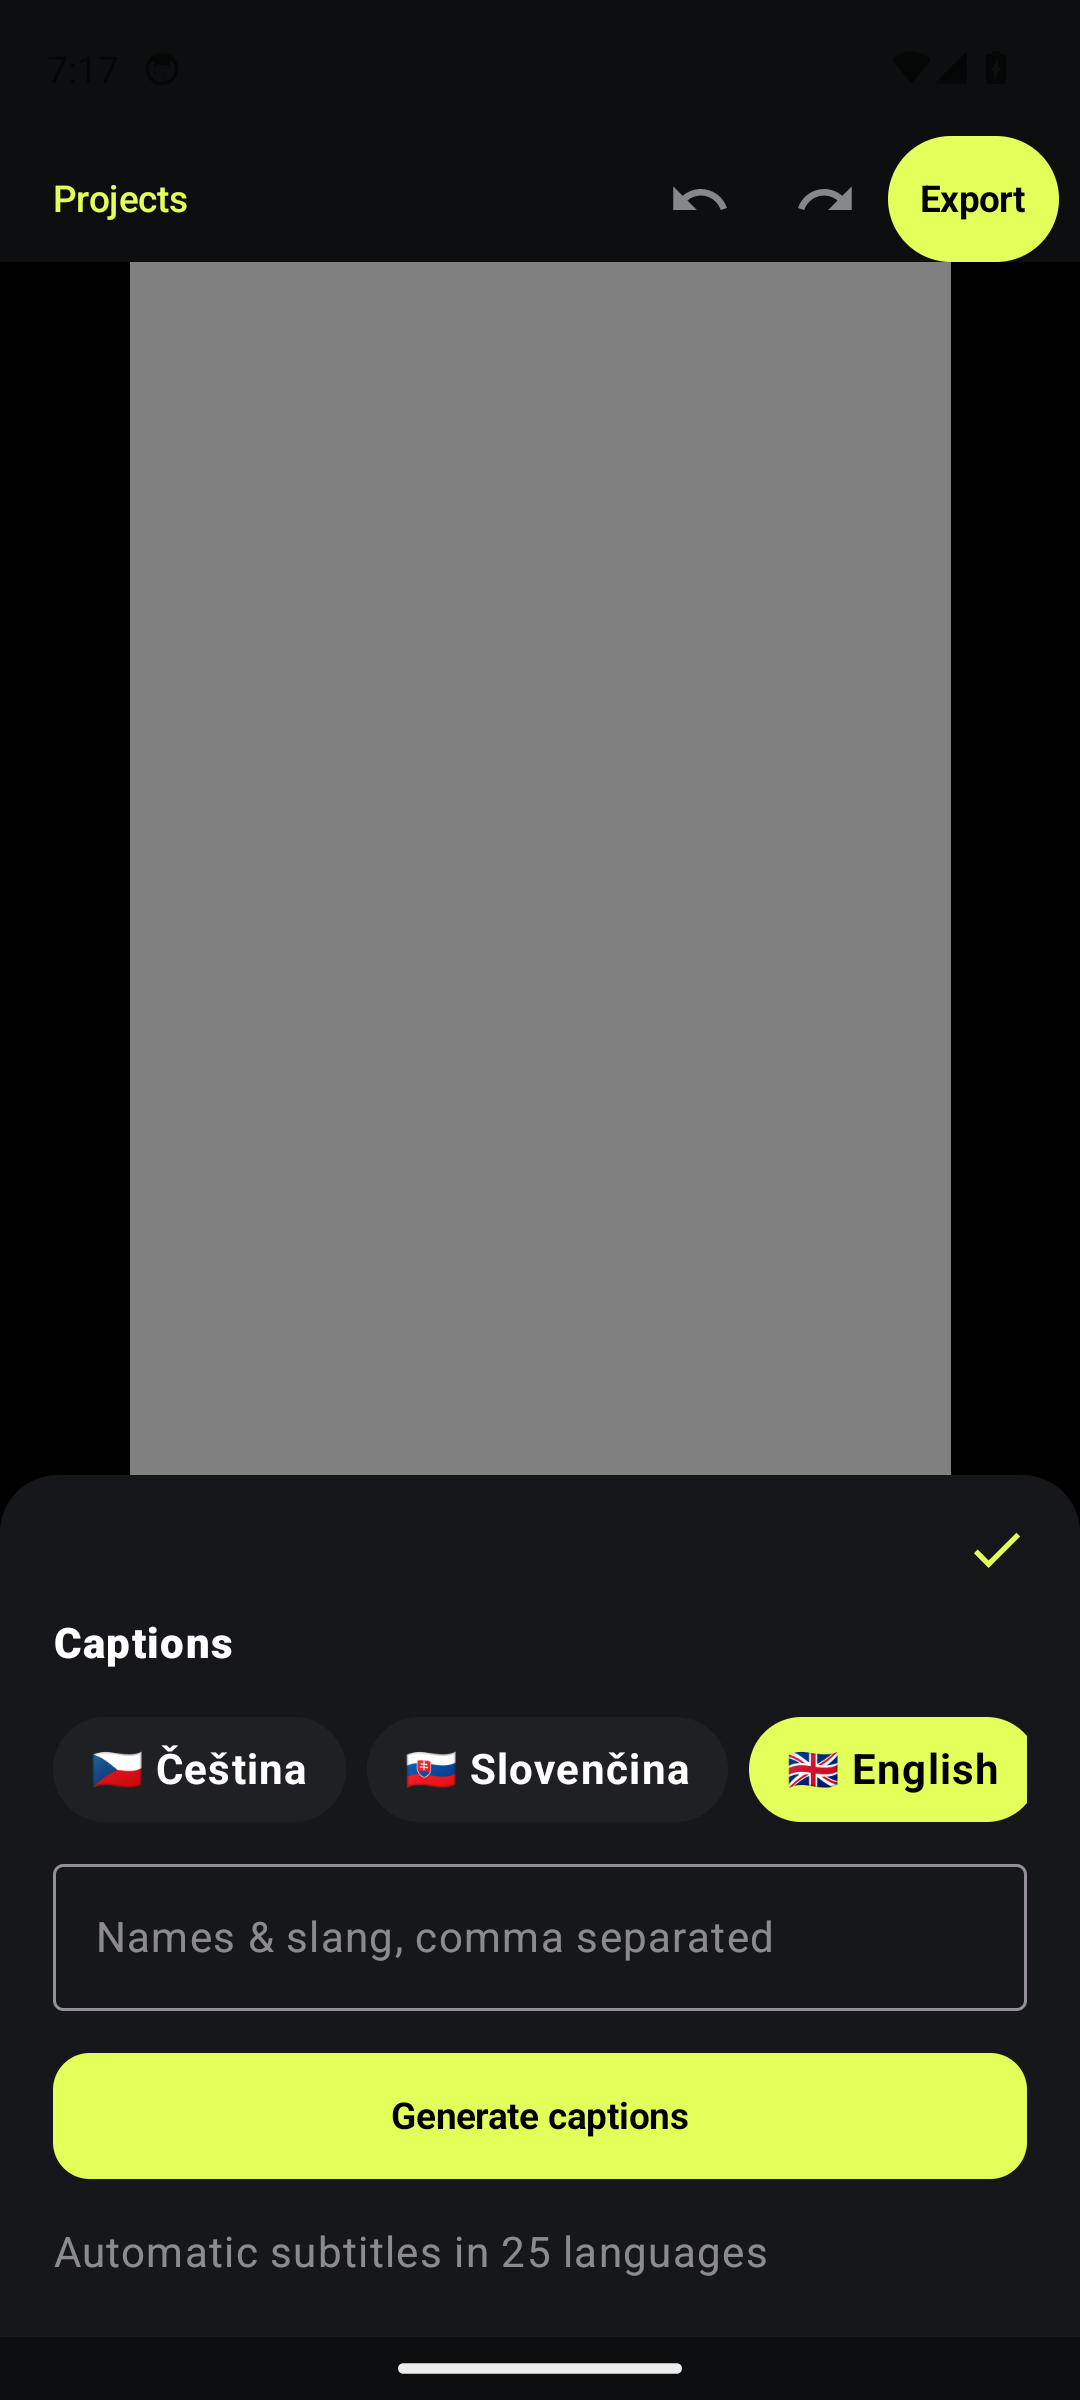 7:17
Projects
Export
Captions
🇨🇿 Čeština
🇸🇰 Slovenčina
🇬🇧 English
Names & slang, comma separated
Generate captions
Automatic subtitles in 25 languages